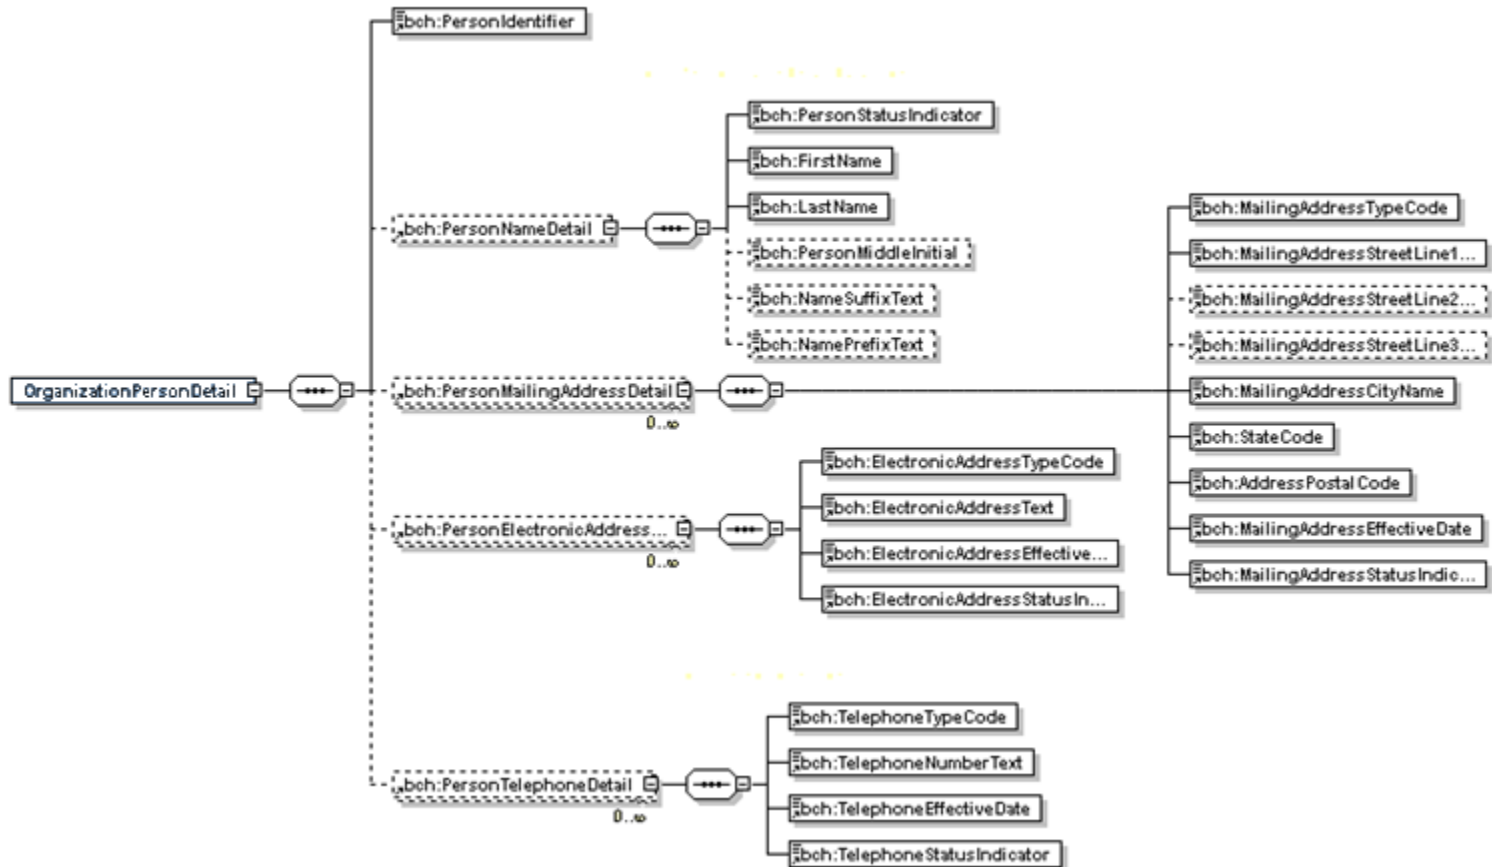 bch:PersonIdentifier
bch:PersonStatusIndicator
bch:FirstName
bch:LastName
bch:PersonNameDetail
bch:PersonMiddleInitial
bch:NameSuffixText
bch:NamePrefixText
OrganizationPersonDetail
bch:PersonMailingAddressDetail
0..∞
bch:MailingAddressTypeCode
bch:MailingAddressStreetLine1...
bch:MailingAddressStreetLine2...
bch:MailingAddressStreetLine3...
bch:MailingAddressCityName
bch:StateCode
bch:AddressPostalCode
bch:MailingAddressEffectiveDate
bch:MailingAddressStatusIndic...
bch:PersonElectronicAddress...
0..∞
bch:ElectronicAddressTypeCode
bch:ElectronicAddressText
bch:ElectronicAddressEffective...
bch:ElectronicAddressStatusIn...
bch:PersonTelephoneDetail
0..∞
bch:TelephoneTypeCode
bch:TelephoneNumberText
bch:TelephoneEffectiveDate
bch:TelephoneStatusIndicator